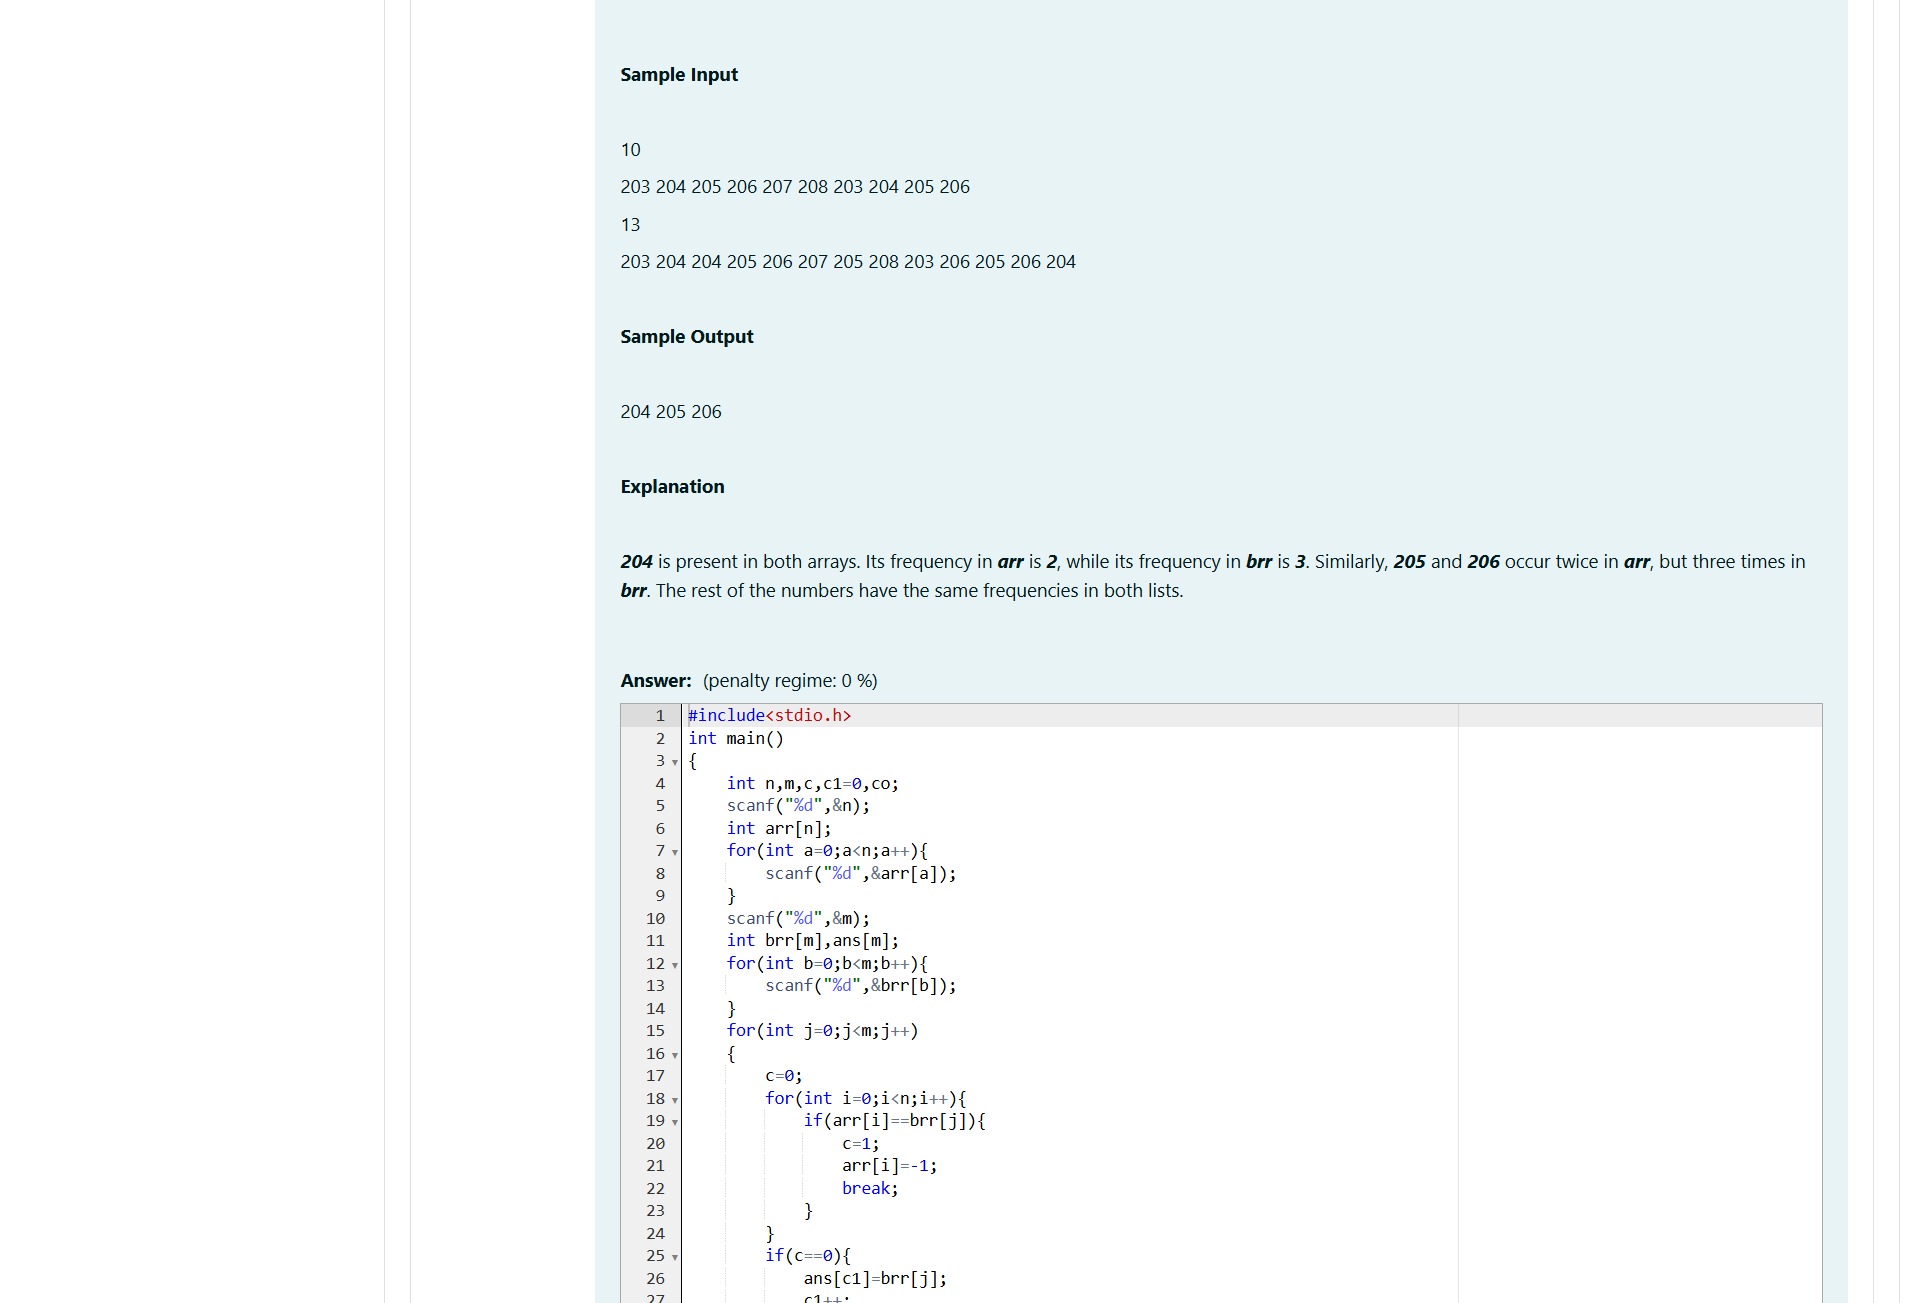 Sample Input
10
203 204 205 206 207 208 203 204 205 206
13
203 204 204 205 206 207 205 208 203 206 205 206 204
Sample Output
204 205 206
Explanation
204 is present in both arrays. Its frequency in arr is 2, while its frequency in brr is 3. Similarly, 205 and 206 occur twice in arr, but three times in
brr. The rest of the numbers have the same frequencies in both lists.
Answer: (penalty regime: 0 %)
1 #include<stdio.h>
2 int main()
3 {
4 int n,m,c,c1=0,co;
5 scanf("%d",&n);
6 int arr[n];
7 for(int a=0;a<n;a++){
8 scanf("%d",&arr[a]);
9 }
10 scanf("%d",&m);
11 int brr[m],ans[m];
12 for(int b=0;b<m;b++){
13 scanf("%d",&brr[b]);
14 }
15 for(int j=0;j<m;j++)
16 {
17 c=0;
18 for(int i=0;i<n;i++){
19 if(arr[i]==brr[j]){
20 c=1;
21 arr[i]=-1;
22 break;
23 }
24 }
25 if(c==0){
26 ans[c1]=brr[j];
27 c1++;